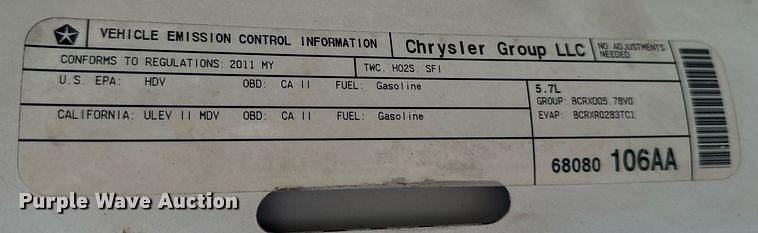 VEHICLE EMISSION CONTROL INFORMATION
Chrysler Group LLC
NO ADJUSTMENTS
NEEDED
CONFORMS TO REGULATIONS: 2011 MY
TWC, HO2S, SFI
U.S. EPA: HDV OBD: CA II FUEL: Gasoline
5.7L
GROUP: BCRXD05.78V0
CALIFORNIA: ULEV II MDV OBD: CA II FUEL: Gasoline
EVAP: BCRXR0283TC1
68080 106AA
Purple Wave Auction